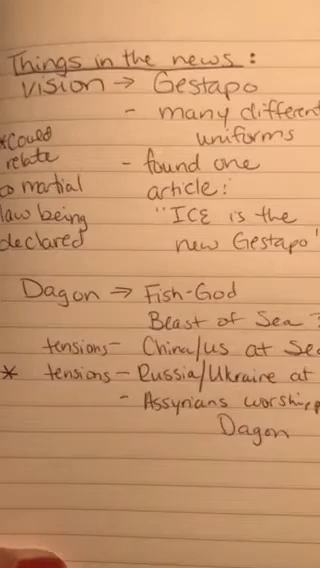 Things in the news:
vision → Gestapo
- many different
uniforms
*Could
relate
to martial
law being
declared
- found one
article:
"ICE is the
new Gestapo"
Dagon → Fish-God
Beast of Sea?
tensions - China/US at Sea
* tensions - Russia/Ukraine at
- Assyrians worship
Dagon